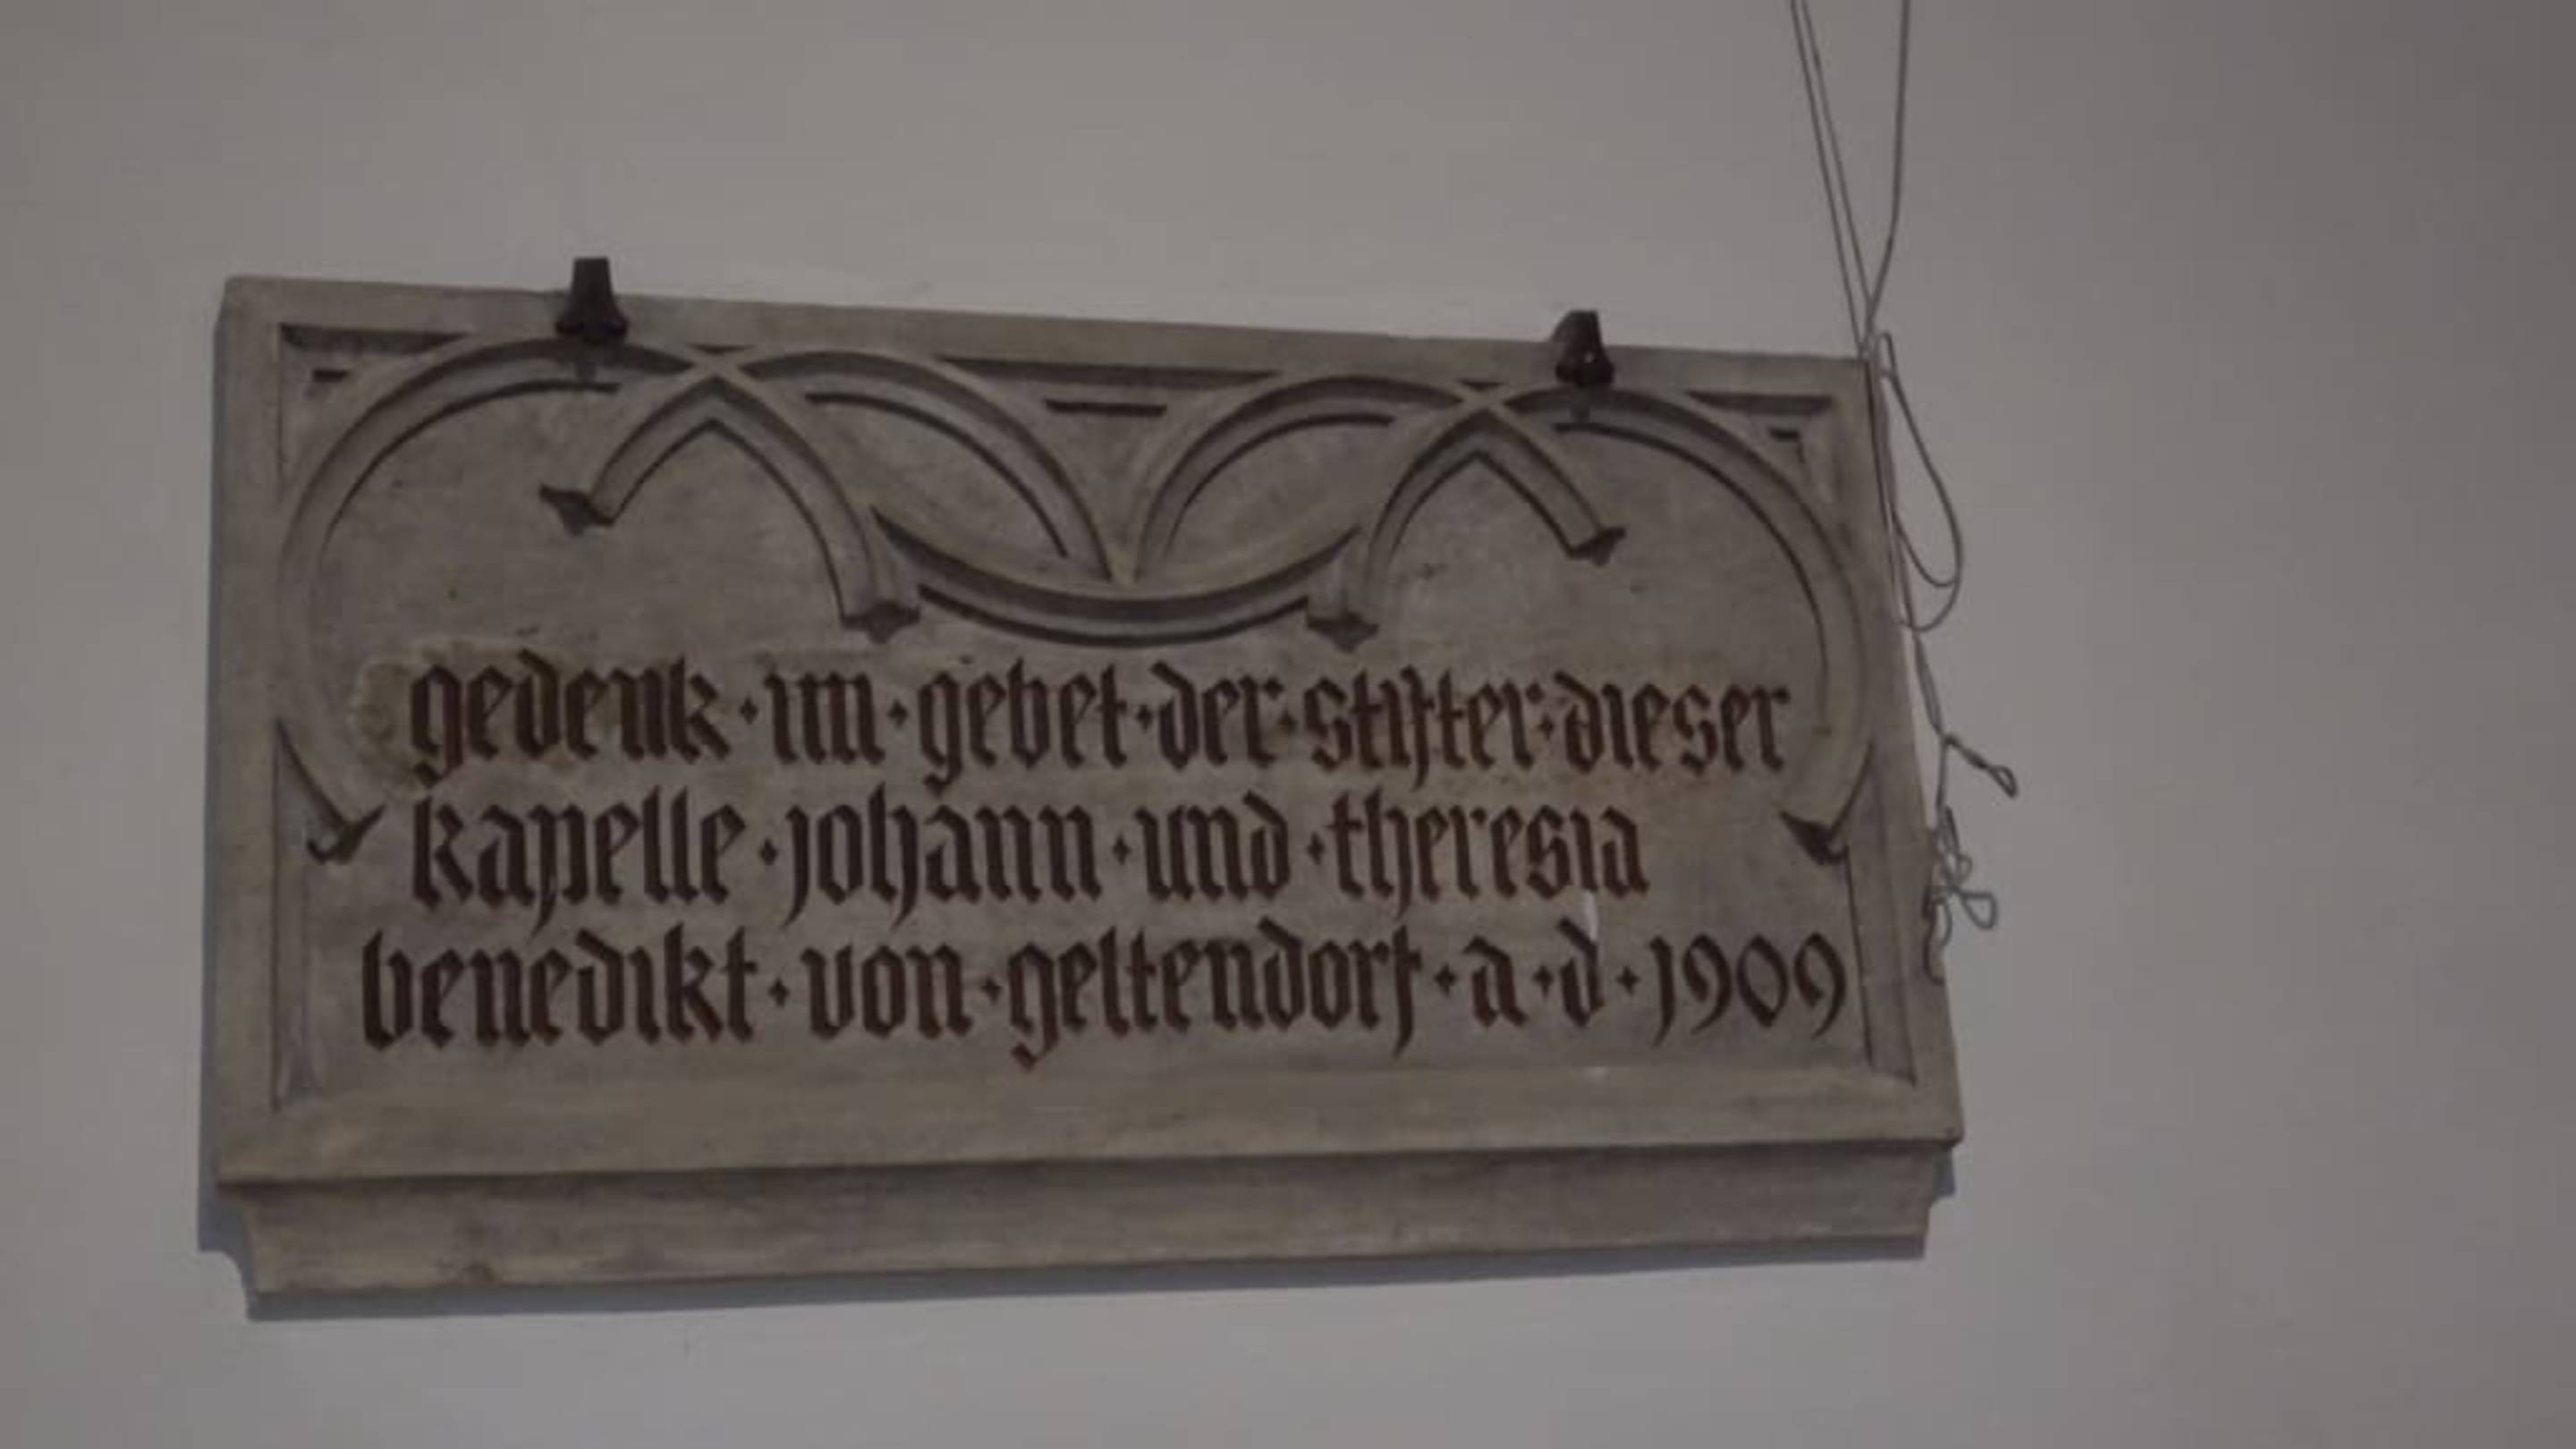 gedenk·im·gebet·der·stifter·dieser
kapelle·johann·und·theresia
benedikt·von·geltendorf·a·d·1909